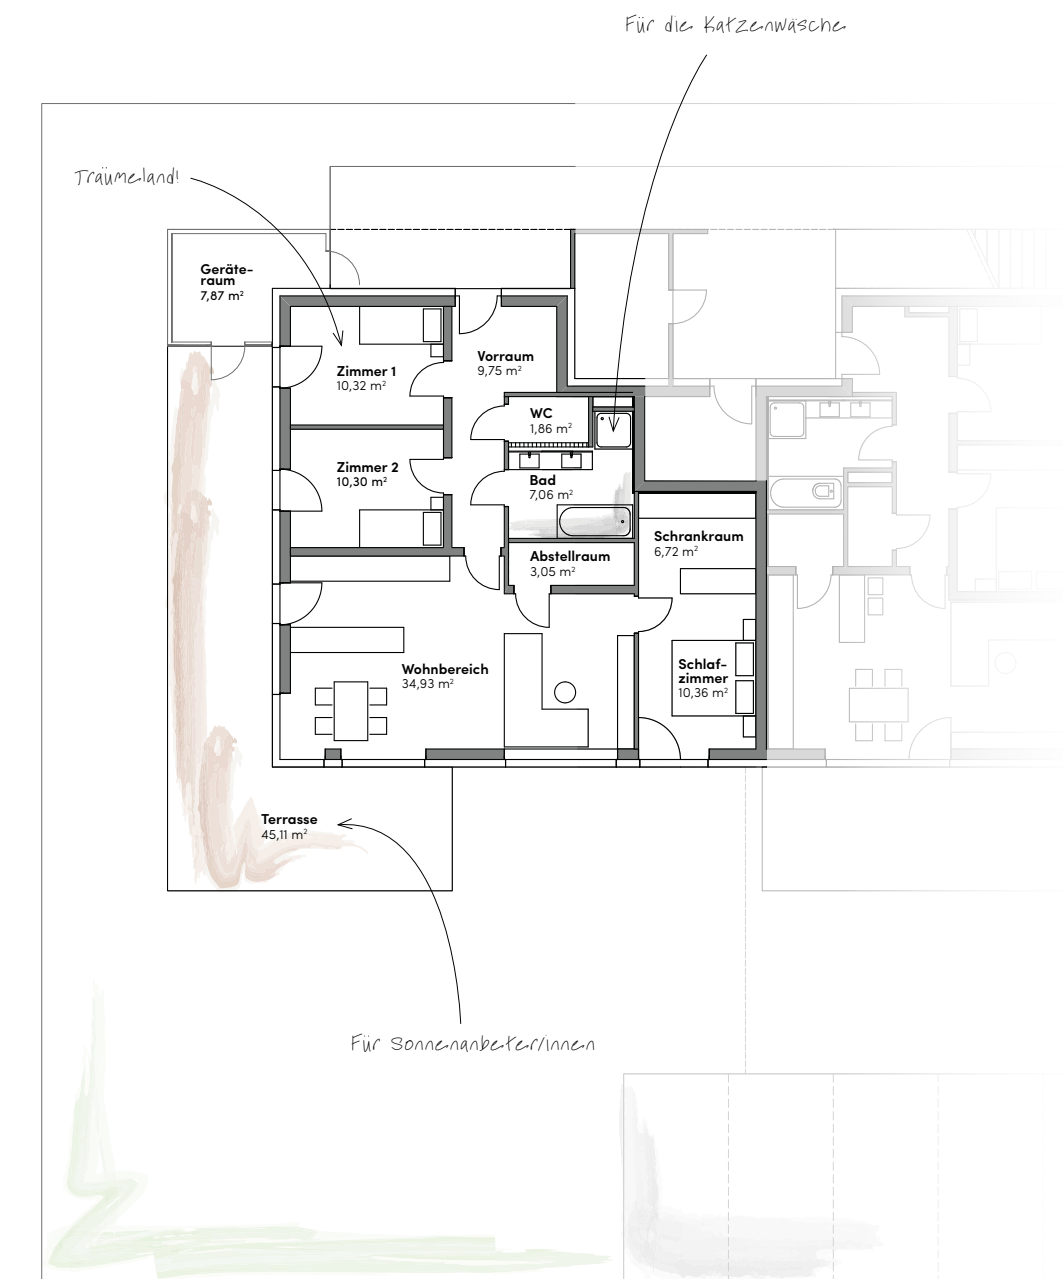 Für die Katzenwäsche
Träumeland!
Geräte-
raum
7,87 m²
Zimmer 1
10,32 m²
Vorraum
9,75 m²
WC
1,86 m²
Zimmer 2
10,30 m²
Bad
7,06 m²
Schrankraum
6,72 m²
Abstellraum
3,05 m²
Wohnbereich
34,93 m²
Schlaf-
zimmer
10,36 m²
Terrasse
45,11 m²
Für Sonnenanbeter/innen